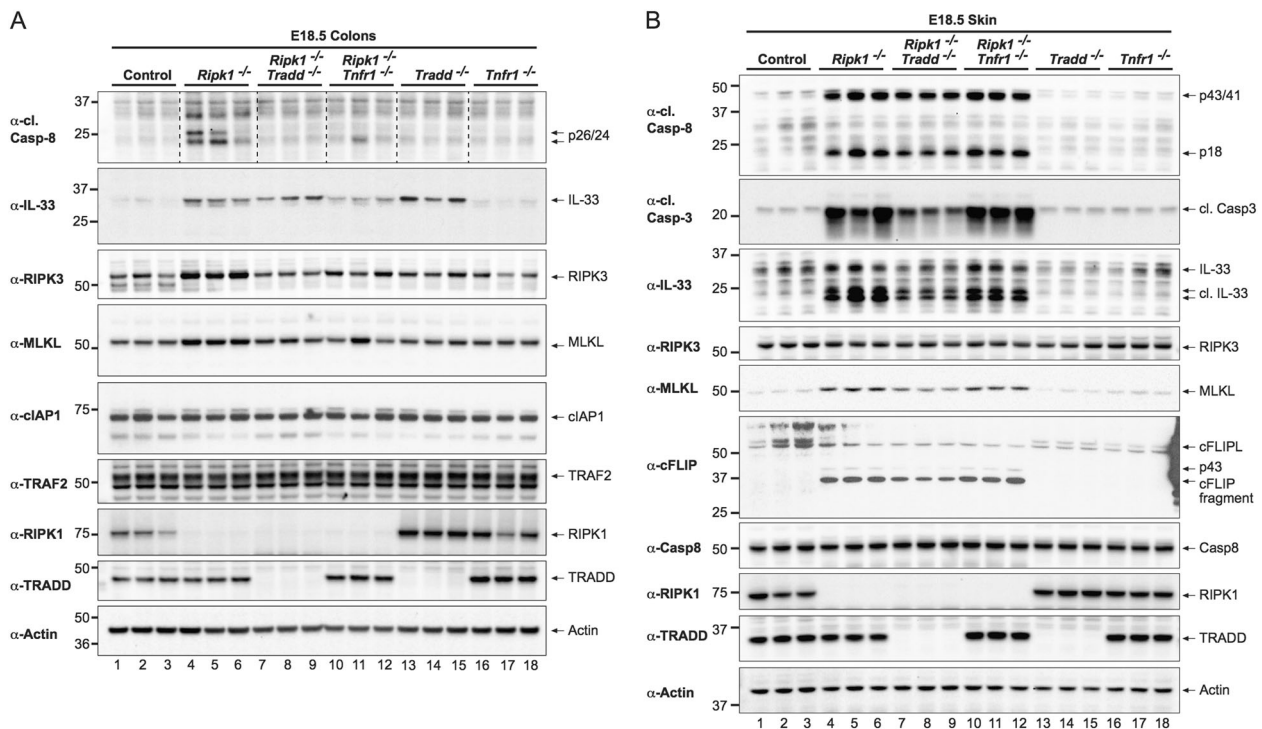 A
E18.5 Colons
Control
Ripk1 -/-
Ripk1 -/-
Tradd -/-
Ripk1 -/-
Tnfr1 -/-
Tradd -/-
Tnfr1 -/-
α-cl.
Casp-8
37
25
p26/24
α-IL-33
37
25
IL-33
α-RIPK3
50
RIPK3
α-MLKL
50
MLKL
α-cIAP1
75
cIAP1
α-TRAF2
50
TRAF2
α-RIPK1
75
RIPK1
α-TRADD
50
37
TRADD
α-Actin
50
36
Actin
1 2 3 4 5 6 7 8 9 10 11 12 13 14 15 16 17 18
B
E18.5 Skin
Control
Ripk1 -/-
Ripk1 -/-
Tradd -/-
Ripk1 -/-
Tnfr1 -/-
Tradd -/-
Tnfr1 -/-
α-cl.
Casp-8
50
37
25
p43/41
p18
α-cl.
Casp-3
20
cl. Casp3
α-IL-33
37
25
IL-33
cl. IL-33
α-RIPK3
50
RIPK3
α-MLKL
50
MLKL
α-cFLIP
50
37
25
cFLIPL
p43
cFLIP
fragment
α-Casp8
50
Casp8
α-RIPK1
75
RIPK1
α-TRADD
37
TRADD
α-Actin
37
Actin
1 2 3 4 5 6 7 8 9 10 11 12 13 14 15 16 17 18